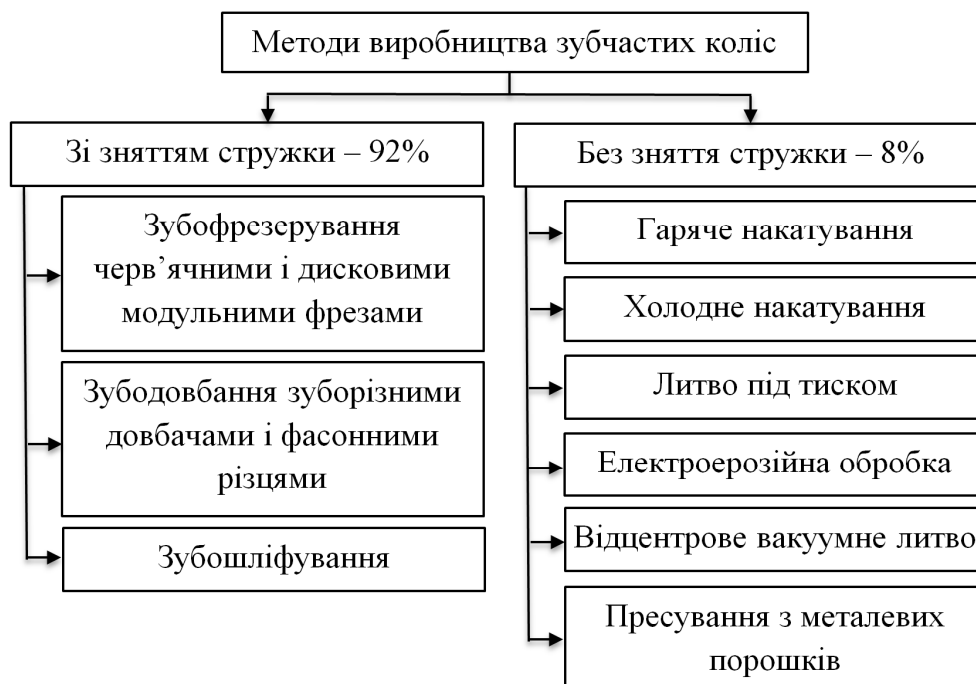 Методи виробництва зубчастих коліс
Зі зняттям стружки – 92%
Зубофрезерування
черв’ячними і дисковими
модульними фрезами
Зубодовбання зуборізними
довбачами і фасонними
різцями
Зубошліфування
Без зняття стружки – 8%
Гаряче накатування
Холодне накатування
Литво під тиском
Електроерозійна обробка
Відцентрове вакуумне литво
Пресування з металевих
порошків